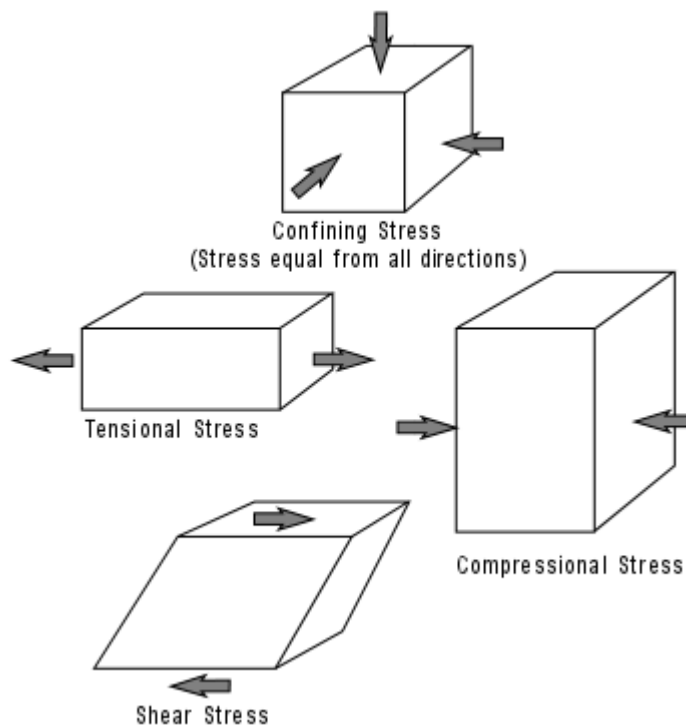 Confining Stress
(Stress equal from all directions)
Tensional Stress
Compressional Stress
Shear Stress